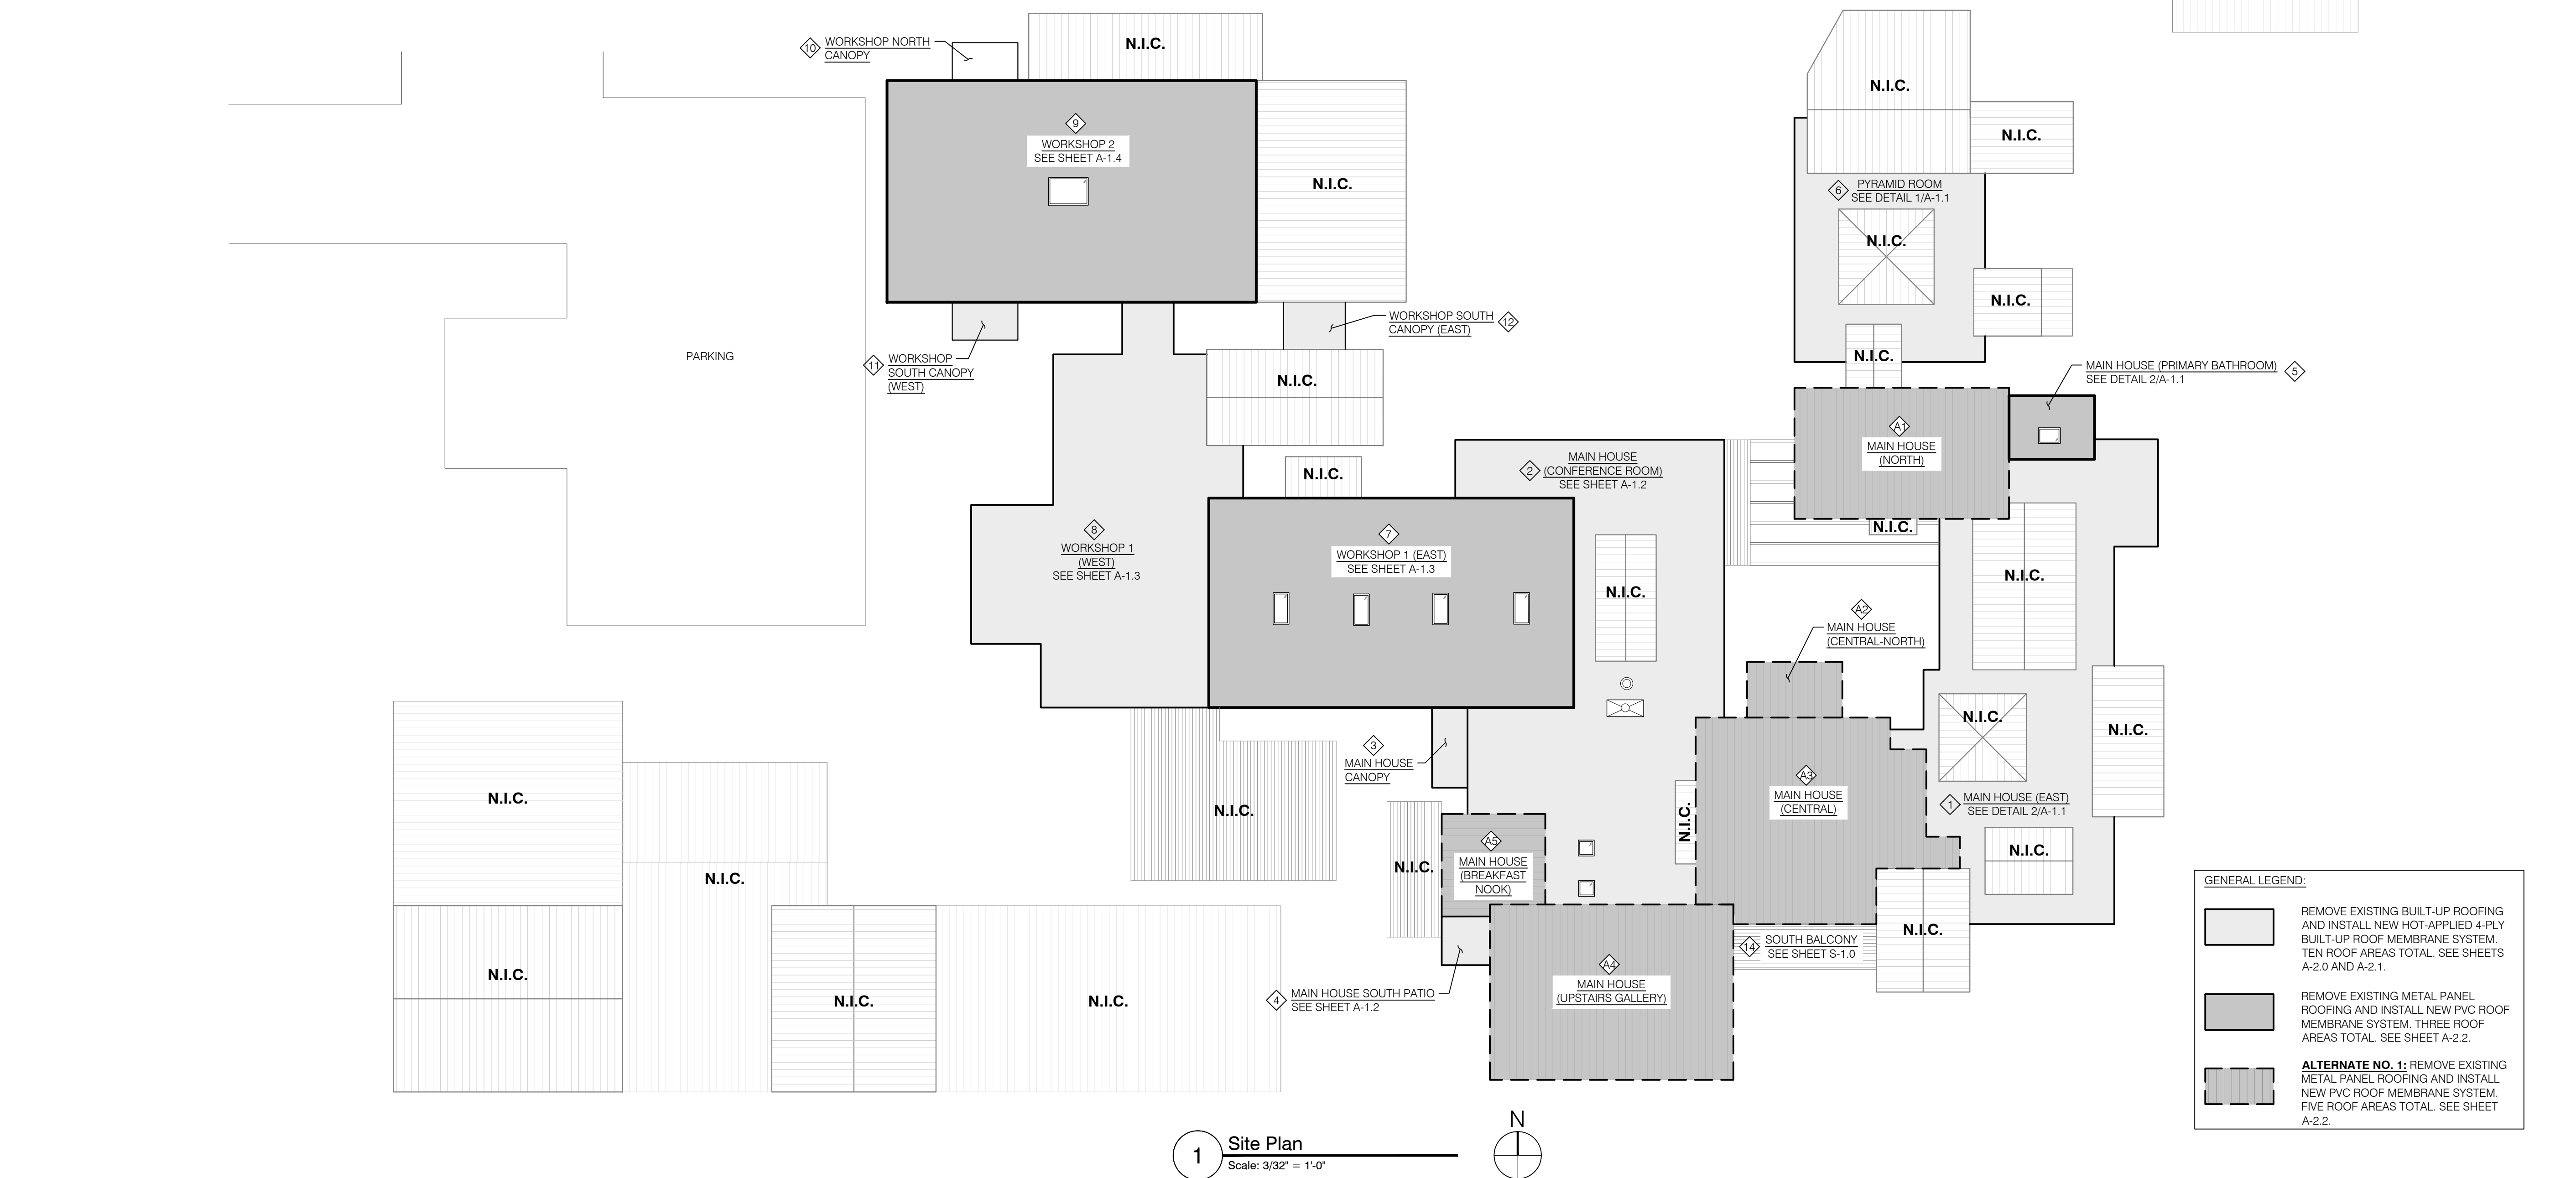 10
WORKSHOP NORTH
CANOPY
N.I.C.
9
WORKSHOP 2
SEE SHEET A-1.4
N.I.C.
N.I.C.
N.I.C.
6
PYRAMID ROOM
SEE DETAIL 1/A-1.1
N.I.C.
N.I.C.
N.I.C.
PARKING
11
WORKSHOP
SOUTH CANOPY
(WEST)
WORKSHOP SOUTH
CANOPY (EAST)
12
N.I.C.
MAIN HOUSE (PRIMARY BATHROOM)
SEE DETAIL 2/A-1.1
5
A1
MAIN HOUSE
(NORTH)
2
MAIN HOUSE
(CONFERENCE ROOM)
SEE SHEET A-1.2
N.I.C.
8
WORKSHOP 1
(WEST)
SEE SHEET A-1.3
7
WORKSHOP 1 (EAST)
SEE SHEET A-1.3
N.I.C.
N.I.C.
N.I.C.
A2
MAIN HOUSE
(CENTRAL-NORTH)
N.I.C.
N.I.C.
3
MAIN HOUSE
CANOPY
A3
MAIN HOUSE
(CENTRAL)
1
MAIN HOUSE (EAST)
SEE DETAIL 2/A-1.1
N.I.C.
N.I.C.
N.I.C.
N.I.C.
N.I.C.
N.I.C.
A5
MAIN HOUSE
(BREAKFAST
NOOK)
N.I.C.
14
SOUTH BALCONY
SEE SHEET S-1.0
N.I.C.
N.I.C.
N.I.C.
4
MAIN HOUSE SOUTH PATIO
SEE SHEET A-1.2
A4
MAIN HOUSE
(UPSTAIRS GALLERY)
GENERAL LEGEND:
REMOVE EXISTING BUILT-UP ROOFING
AND INSTALL NEW HOT-APPLIED 4-PLY
BUILT-UP ROOF MEMBRANE SYSTEM.
TEN ROOF AREAS TOTAL. SEE SHEETS
A-2.0 AND A-2.1.
REMOVE EXISTING METAL PANEL
ROOFING AND INSTALL NEW PVC ROOF
MEMBRANE SYSTEM. THREE ROOF
AREAS TOTAL. SEE SHEET A-2.2.
ALTERNATE NO. 1: REMOVE EXISTING
METAL PANEL ROOFING AND INSTALL
NEW PVC ROOF MEMBRANE SYSTEM.
FIVE ROOF AREAS TOTAL. SEE SHEET
A-2.2.
1
Site Plan
Scale: 3/32" = 1'-0"
N